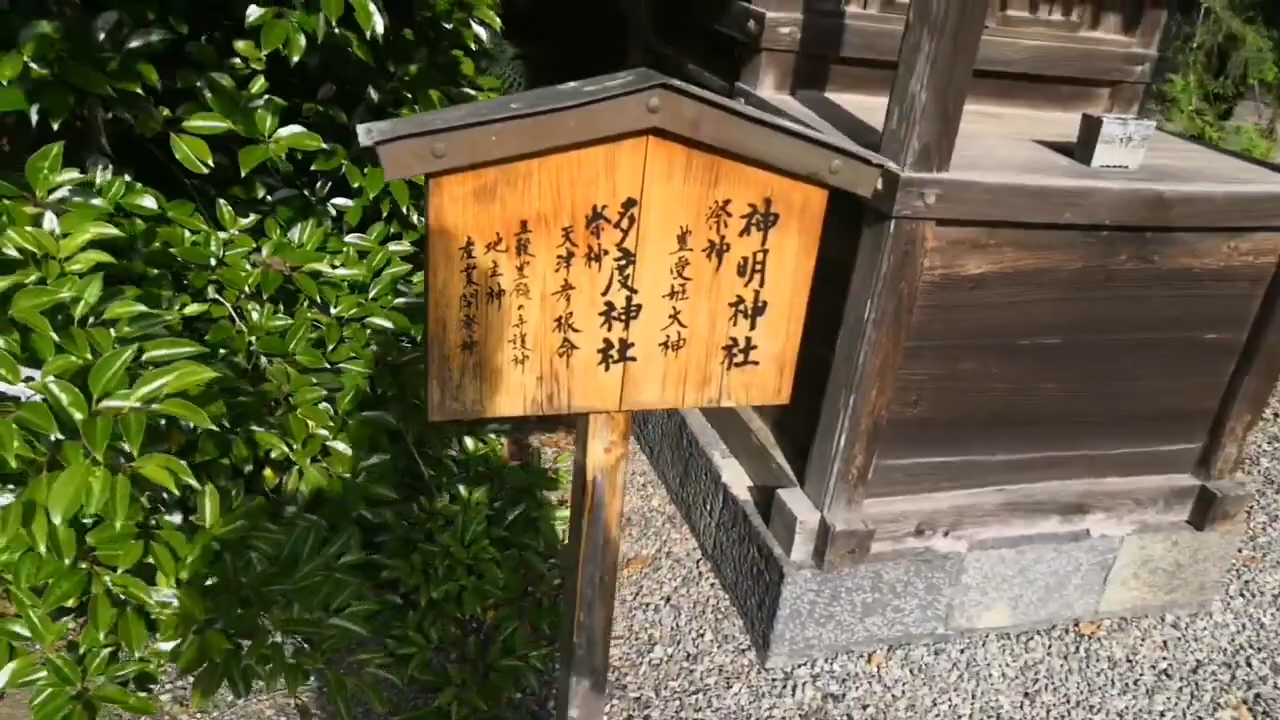 神明神社
祭神
豊受姫大神
多度神社
祭神
天津彦根命
五穀豊穣の守護神
地主神
産業開発神